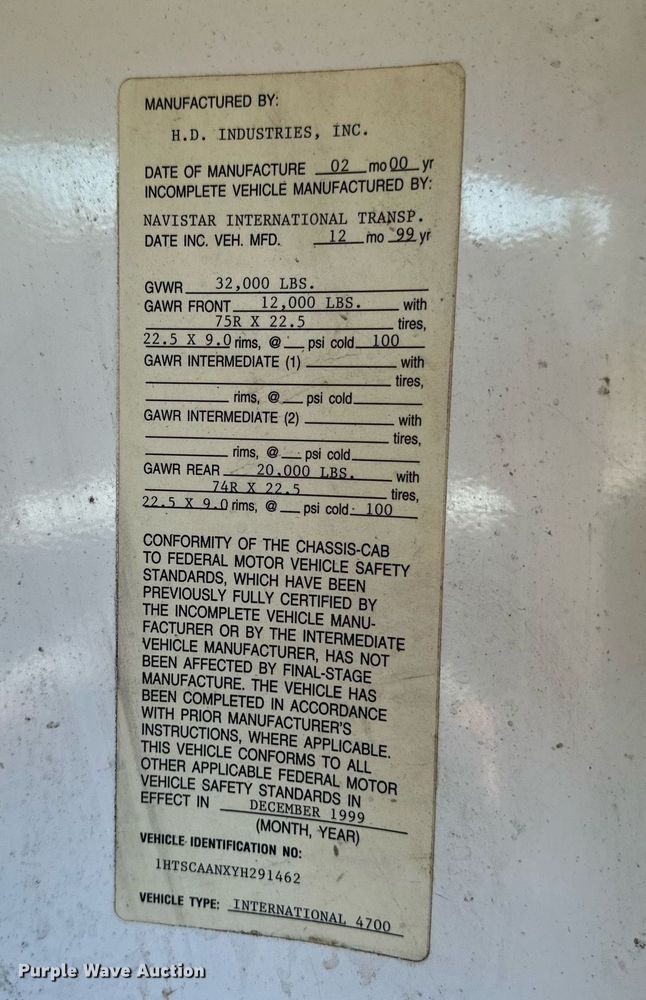 MANUFACTURED BY:
H.D. INDUSTRIES, INC.
DATE OF MANUFACTURE 02 mo 00 yr
INCOMPLETE VEHICLE MANUFACTURED BY:
NAVISTAR INTERNATIONAL TRANSP.
DATE INC. VEH. MFD. 12 mo 99 yr
GVWR 32,000 LBS.
GAWR FRONT 12,000 LBS. with
75R X 22.5 tires,
22.5 X 9.0 rims, @ psi cold 100
GAWR INTERMEDIATE (1) with
tires,
rims, @ psi cold
GAWR INTERMEDIATE (2) with
tires,
rims, @ psi cold
GAWR REAR 20,000 LBS. with
74R X 22.5 tires,
22.5 X 9.0 rims, @ psi cold 100
CONFORMITY OF THE CHASSIS-CAB
TO FEDERAL MOTOR VEHICLE SAFETY
STANDARDS, WHICH HAVE BEEN
PREVIOUSLY FULLY CERTIFIED BY
THE INCOMPLETE VEHICLE MANU-
FACTURER OR BY THE INTERMEDIATE
VEHICLE MANUFACTURER, HAS NOT
BEEN AFFECTED BY FINAL-STAGE
MANUFACTURE. THE VEHICLE HAS
BEEN COMPLETED IN ACCORDANCE
WITH PRIOR MANUFACTURER'S
INSTRUCTIONS, WHERE APPLICABLE.
THIS VEHICLE CONFORMS TO ALL
OTHER APPLICABLE FEDERAL MOTOR
VEHICLE SAFETY STANDARDS IN
EFFECT IN DECEMBER 1999
(MONTH, YEAR)
VEHICLE IDENTIFICATION NO:
1HTSCAANXYH291462
VEHICLE TYPE: INTERNATIONAL 4700
Purple Wave Auction